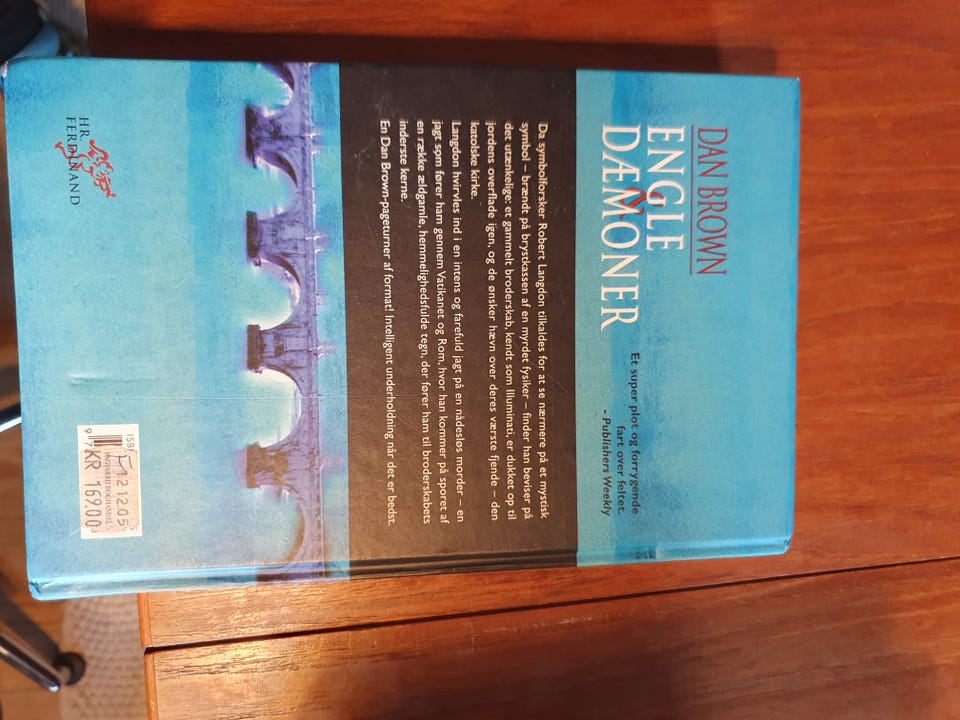 DAN BROWN
ENGLE
&
DÆMONER
Et super plot og forrygende
fart over feltet.
- Publishers Weekly
Da symbolforsker Robert Langdon tilkaldes for at se nærmere på et mystisk
symbol – brændt på brystkassen af en myrdet fysiker – finder han beviser på
det utænkelige: et gammelt broderskab, kendt som Illuminati, er dukket op til
jordens overflade igen, og de ønsker hævn over deres værste fjende – den
katolske kirke.
Langdon hvirvles ind i en intens og farefuld jagt på en nådesløs morder – en
jagt som fører ham gennem Vatikanet og Rom, hvor han kommer på sporet af
en række ældgamle, hemmelighedsfulde tegn, der fører ham til broderskabets
inderste kerne.
En Dan Brown-pageturner af format! Intelligent underholdning når det er bedst.
HR.
FERDINAND
ISB
12 12.05
KR 169.00
9 7